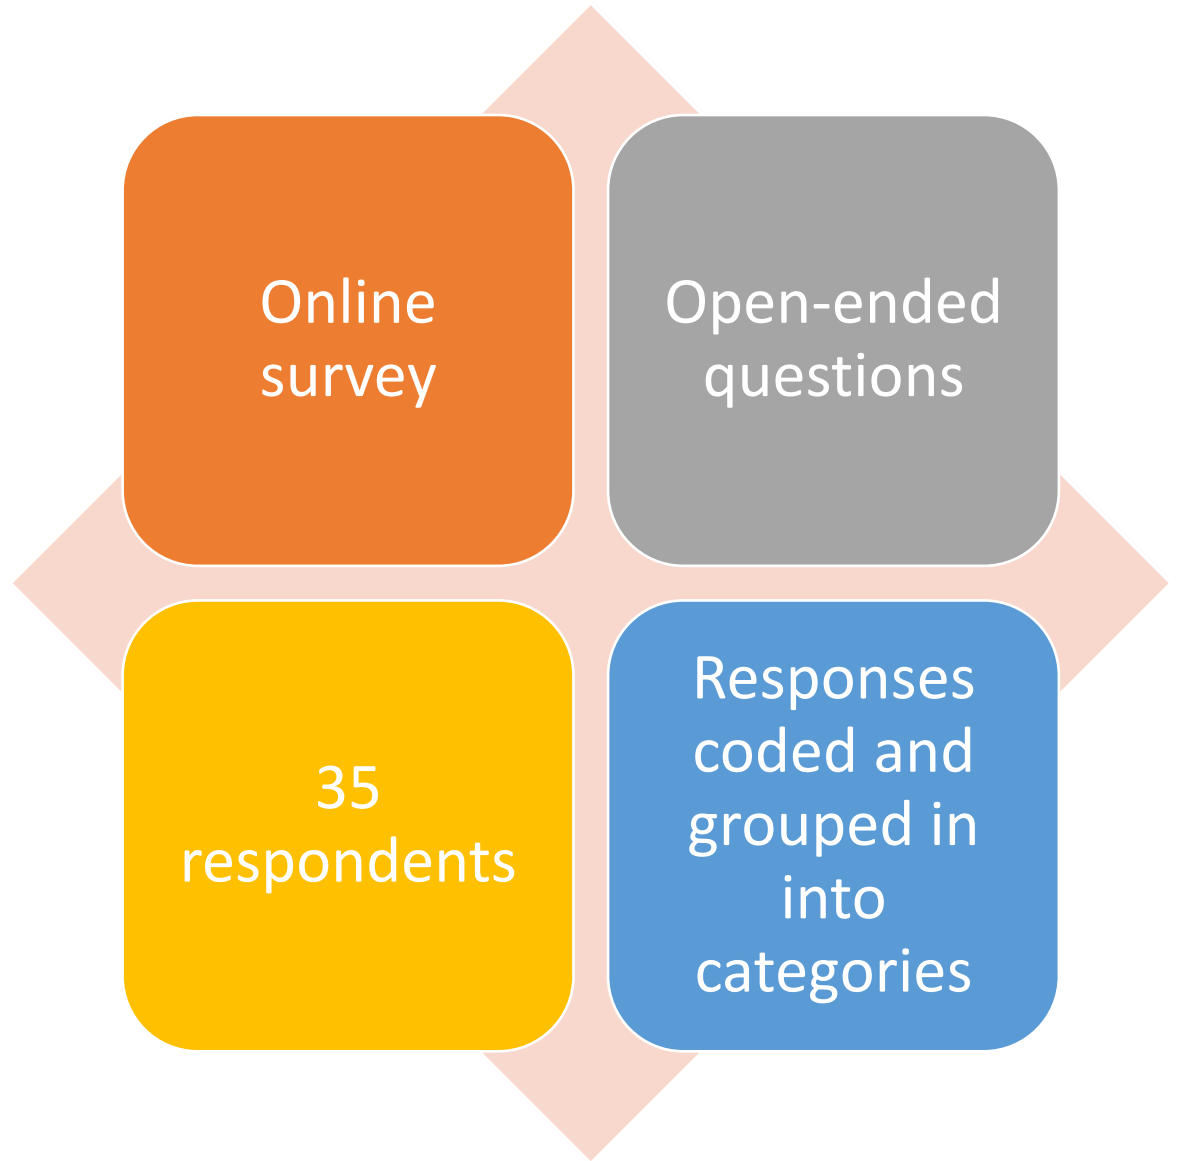 Online
survey
Open-ended
questions
35
respondents
Responses
coded and
grouped in
into
categories